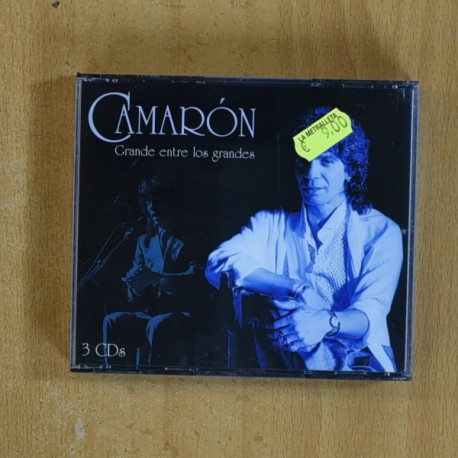 CAMARÓN
Grande entre los grandes
LA METRALLETA
€ 9,00
3 CDs